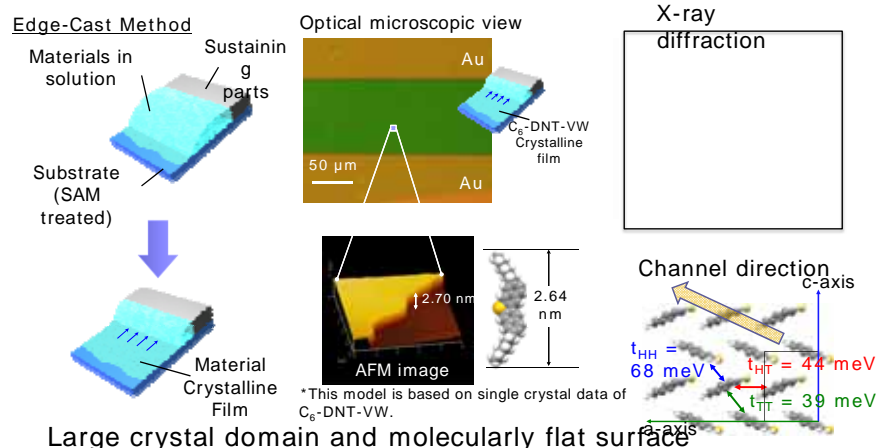 Edge-Cast Method
Materials in
solution
Sustainin
g
parts
Substrate
(SAM
treated)
Material
Crystalline
Film
Optical microscopic view
Au
C6-DNT-VW
Crystalline
film
50 μm
Au
2.70 nm
AFM image
2.64
nm
*This model is based on single crystal data of
C6-DNT-VW.
X-ray
diffraction
Channel direction
c-axis
tHH =
68 meV
tHT = 44 meV
tTT = 39 meV
a-axis
Large crystal domain and molecularly flat surface